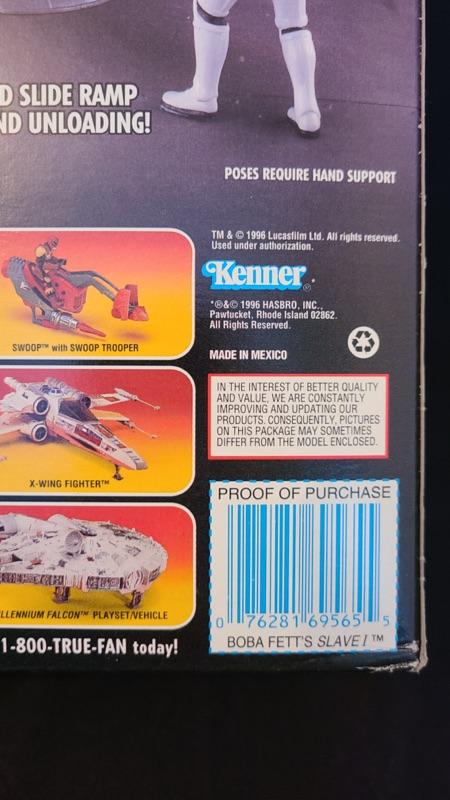 D SLIDE RAMP
ND UNLOADING!
POSES REQUIRE HAND SUPPORT
TM & © 1996 Lucasfilm Ltd. All rights reserved.
Used under authorization.
Kenner®
*®&© 1996 HASBRO, INC.,
Pawtucket, Rhode Island 02862.
All Rights Reserved.
MADE IN MEXICO
SWOOP™ with SWOOP TROOPER
IN THE INTEREST OF BETTER QUALITY
AND VALUE, WE ARE CONSTANTLY
IMPROVING AND UPDATING OUR
PRODUCTS. CONSEQUENTLY, PICTURES
ON THIS PACKAGE MAY SOMETIMES
DIFFER FROM THE MODEL ENCLOSED.
X-WING FIGHTER™
PROOF OF PURCHASE
0 76281 69565 5
BOBA FETT'S SLAVE I ™
ILLENNIUM FALCON™ PLAYSET/VEHICLE
1-800-TRUE-FAN today!